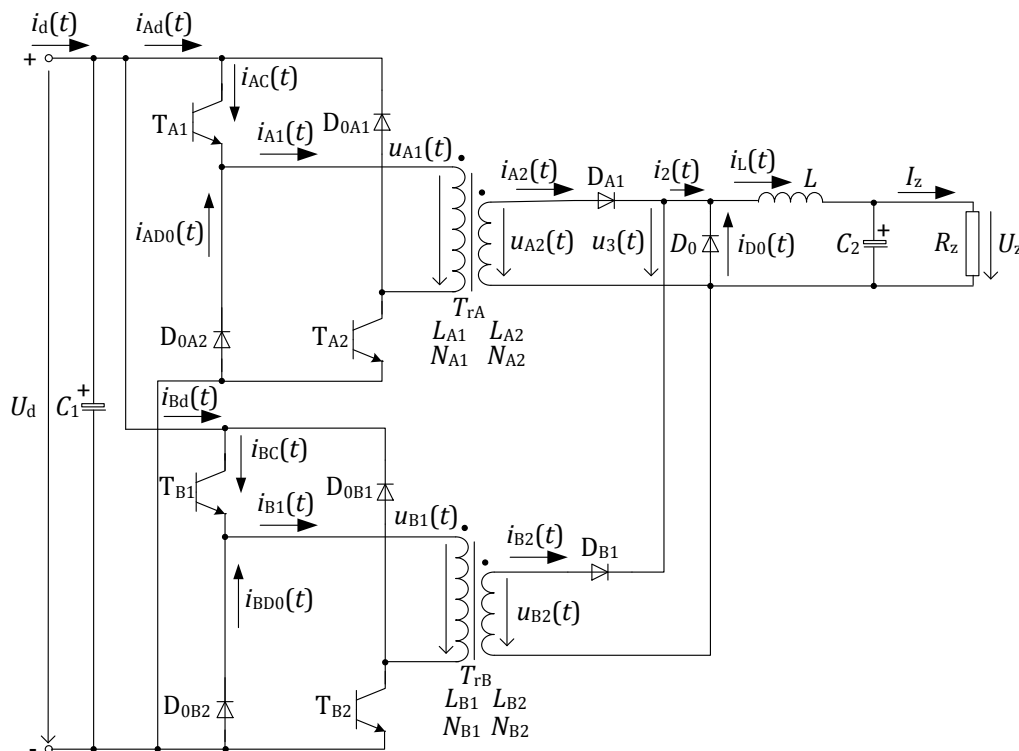 i_d(t)
i_Ad(t)
+
i_AC(t)
T_A1
D_0A1
i_A1(t)
u_A1(t)
i_A2(t)
D_A1
i_2(t)
i_L(t)
L
I_z
i_AD0(t)
u_A2(t)
u_3(t)
D_0
i_D0(t)
C_2
+
R_z
U_z
D_0A2
T_A2
T_rA
L_A1 L_A2
N_A1 N_A2
U_d
C_1
+
i_Bd(t)
i_BC(t)
T_B1
D_0B1
i_B1(t)
u_B1(t)
i_B2(t)
D_B1
i_BD0(t)
u_B2(t)
D_0B2
T_B2
T_rB
L_B1 L_B2
N_B1 N_B2
-